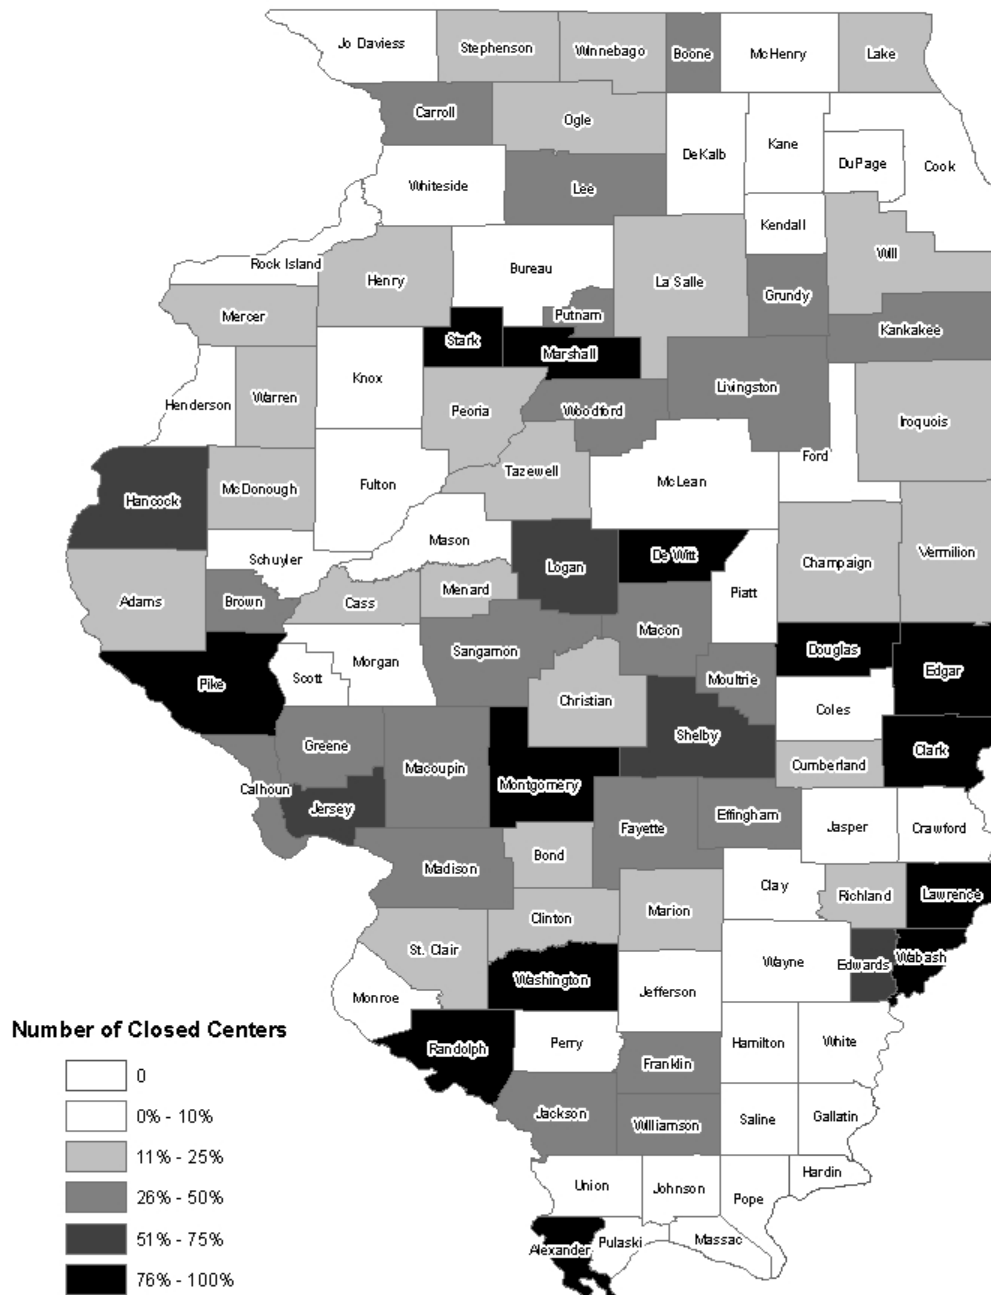 Jo Daviess
Stephenson
Winnebago
Boone
McHenry
Lake
Carroll
Ogle
DeKalb
Kane
DuPage
Cook
Whiteside
Lee
Kendall
Will
Rock Island
Henry
Bureau
La Salle
Grundy
Mercer
Putnam
Kankakee
Stark
Marshall
Henderson
Warren
Knox
Peoria
Woodford
Livingston
Iroquois
Ford
Hancock
McDonough
Fulton
Tazewell
McLean
Mason
Schuyler
Logan
De Witt
Champaign
Vermilion
Adams
Brown
Cass
Menard
Piatt
Macon
Sangamon
Douglas
Edgar
Pike
Scott
Morgan
Christian
Moultrie
Coles
Greene
Macoupin
Shelby
Clark
Cumberland
Calhoun
Jersey
Montgomery
Fayette
Effingham
Jasper
Crawford
Madison
Bond
Clay
Richland
Lawrence
St. Clair
Clinton
Marion
Wayne
Edwards
Wabash
Washington
Monroe
Jefferson
Randolph
Perry
Hamilton
White
Franklin
Jackson
Williamson
Saline
Gallatin
Union
Johnson
Pope
Hardin
Alexander
Pulaski
Massac
Number of Closed Centers
0
0% - 10%
11% - 25%
26% - 50%
51% - 75%
76% - 100%